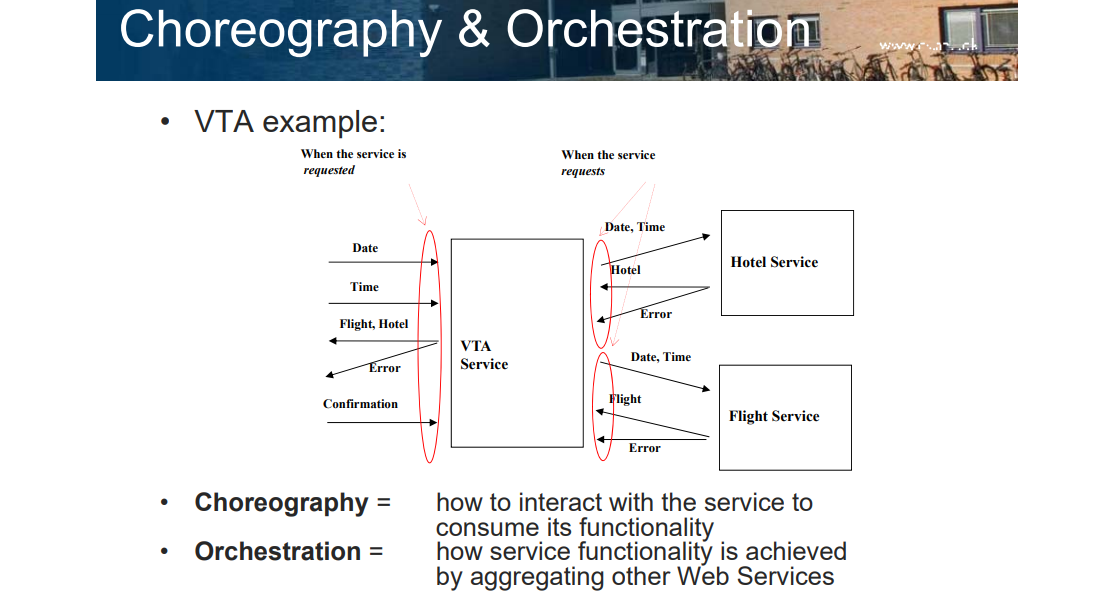 Choreography & Orchestration
• VTA example:
When the service is
requested
When the service
requests
Date
Time
Flight, Hotel
Error
Confirmation
VTA
Service
Date, Time
Hotel
Error
Hotel Service
Date, Time
Flight
Error
Flight Service
• Choreography = how to interact with the service to
consume its functionality
• Orchestration = how service functionality is achieved
by aggregating other Web Services